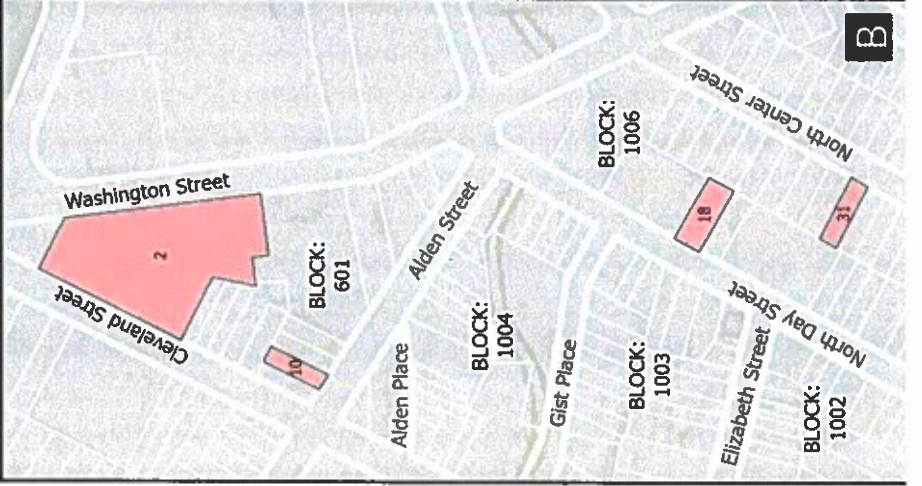 B
Washington Street
2
Cleveland Street
10
BLOCK:
601
Alden Street
Alden Place
BLOCK:
1004
Gist Place
BLOCK:
1003
Elizabeth Street
BLOCK:
1002
North Day Street
BLOCK:
1006
18
31
North Center Street